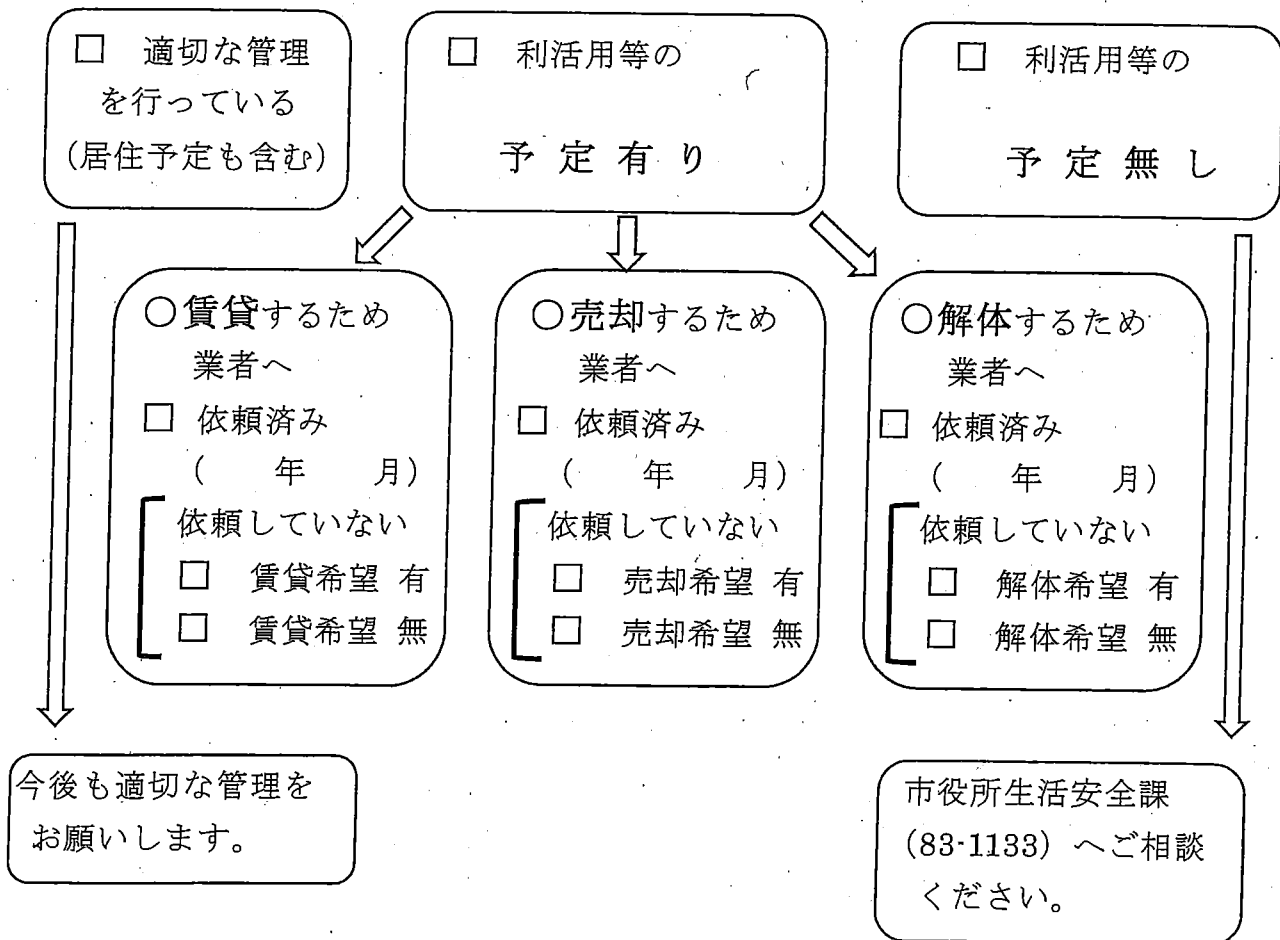 □ 適切な管理
を行っている
(居住予定も含む)
□ 利活用等の
予定有り
□ 利活用等の
予定無し
○賃貸するため
業者へ
□ 依頼済み
( 年 月)
依頼していない
□ 賃貸希望 有
□ 賃貸希望 無
○売却するため
業者へ
□ 依頼済み
( 年 月)
依頼していない
□ 売却希望 有
□ 売却希望 無
○解体するため
業者へ
□ 依頼済み
( 年 月)
依頼していない
□ 解体希望 有
□ 解体希望 無
今後も適切な管理を
お願いします。
市役所生活安全課
(83-1133) へご相談
ください。